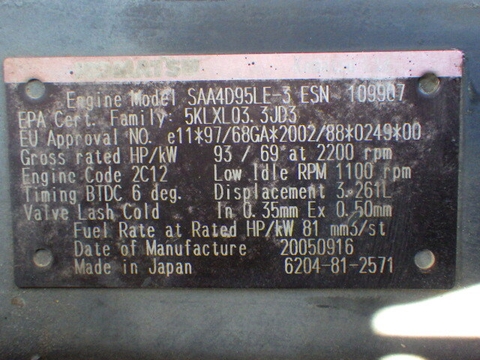 Engine Model SAA4D95LE-3 ESN 109907
EPA Cert. Family: 5KLXL03.3JD3
EU Approval NO. e11*97/68GA*2002/88*0249*00
Gross rated HP/kW 93 / 69 at 2200 rpm
Engine Code 2C12 Low Idle RPM 1100 rpm
Timing BTDC 6 deg. Displacement 3.261L
Valve Lash Cold In 0.35mm Ex 0.50mm
Fuel Rate at Rated HP/kW 81 mm3/st
Date of Manufacture 20050916
Made in Japan 6204-81-2571